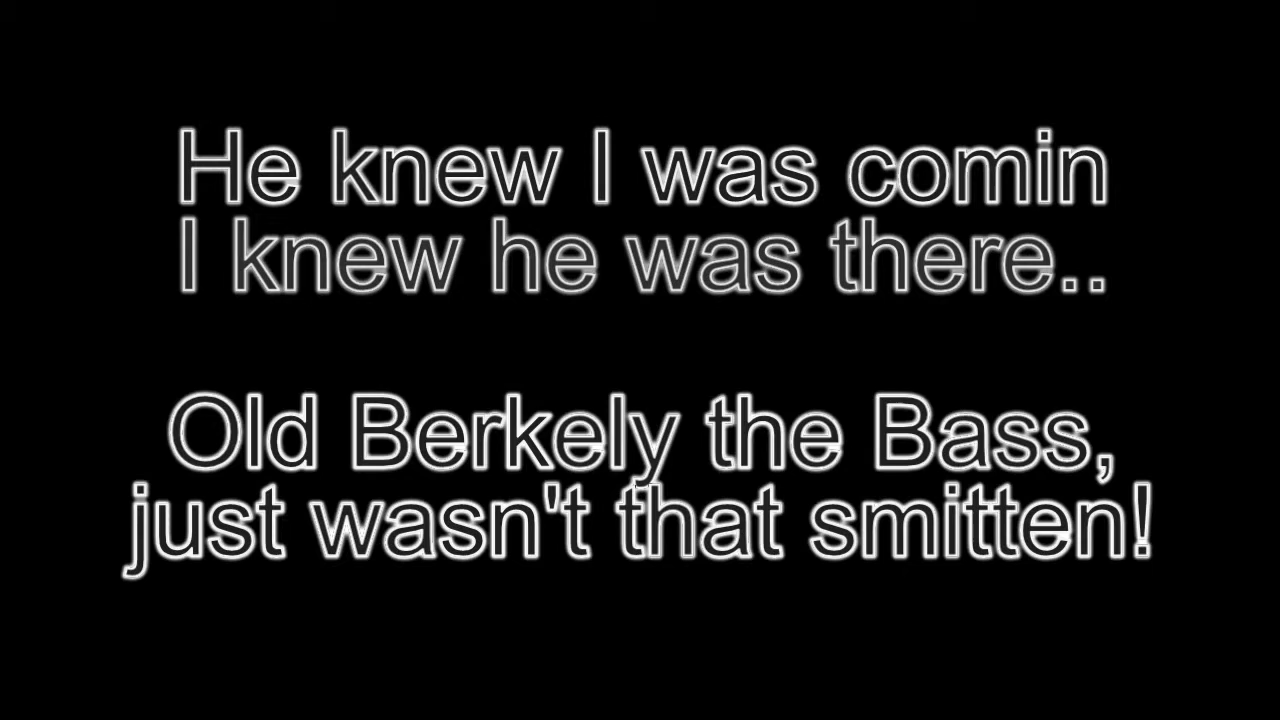 He knew I was comin
I knew he was there..
Old Berkely the Bass,
just wasn't that smitten!